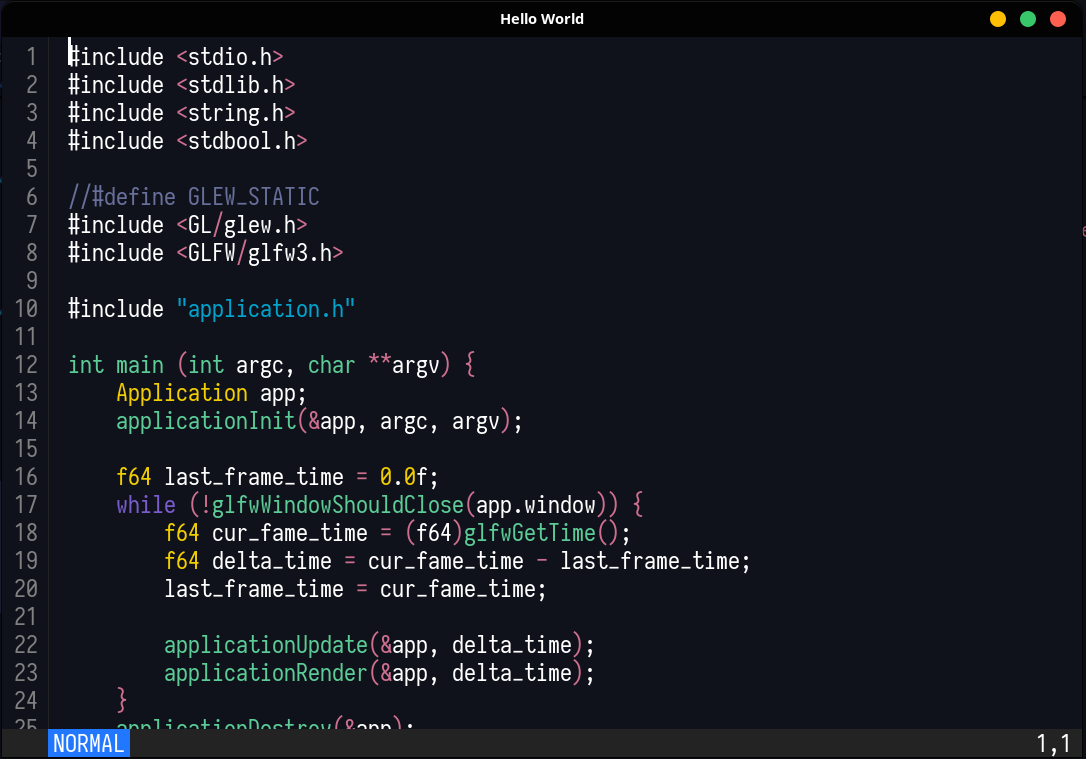 Hello World
1 #include <stdio.h>
2 #include <stdlib.h>
3 #include <string.h>
4 #include <stdbool.h>
5
6 //#define GLEW_STATIC
7 #include <GL/glew.h>
8 #include <GLFW/glfw3.h>
9
10 #include "application.h"
11
12 int main (int argc, char **argv) {
13     Application app;
14     applicationInit(&app, argc, argv);
15
16     f64 last_frame_time = 0.0f;
17     while (!glfwWindowShouldClose(app.window)) {
18         f64 cur_fame_time = (f64)glfwGetTime();
19         f64 delta_time = cur_fame_time - last_frame_time;
20         last_frame_time = cur_fame_time;
21
22         applicationUpdate(&app, delta_time);
23         applicationRender(&app, delta_time);
24     }
25     applicationDestroy(&app);
NORMAL 1,1